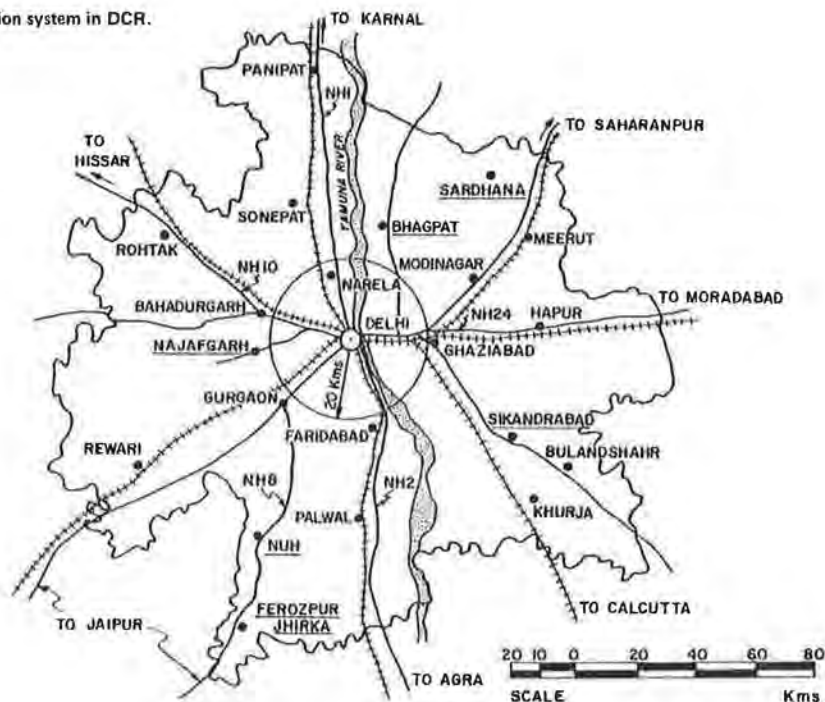 ion system in DCR.
TO KARNAL
PANIPAT
NH1
YAMUNA RIVER
TO SAHARANPUR
TO
HISSAR
SARDHANA
SONEPAT
BHAGPAT
ROHTAK
MEERUT
MODINAGAR
NH10
NARELA
TO MORADABAD
BAHADURGARH
NH24
HAPUR
DELHI
NAJAFGARH
GHAZIABAD
20 Kms
GURGAON
SIKANDRABAD
FARIDABAD
REWARI
BULANDSHAHR
NH8
NH2
KHURJA
PALWAL
NUH
FEROZPUR
JHIRKA
TO CALCUTTA
TO JAIPUR
TO AGRA
20 10 0 20 40 60 80
SCALE Kms